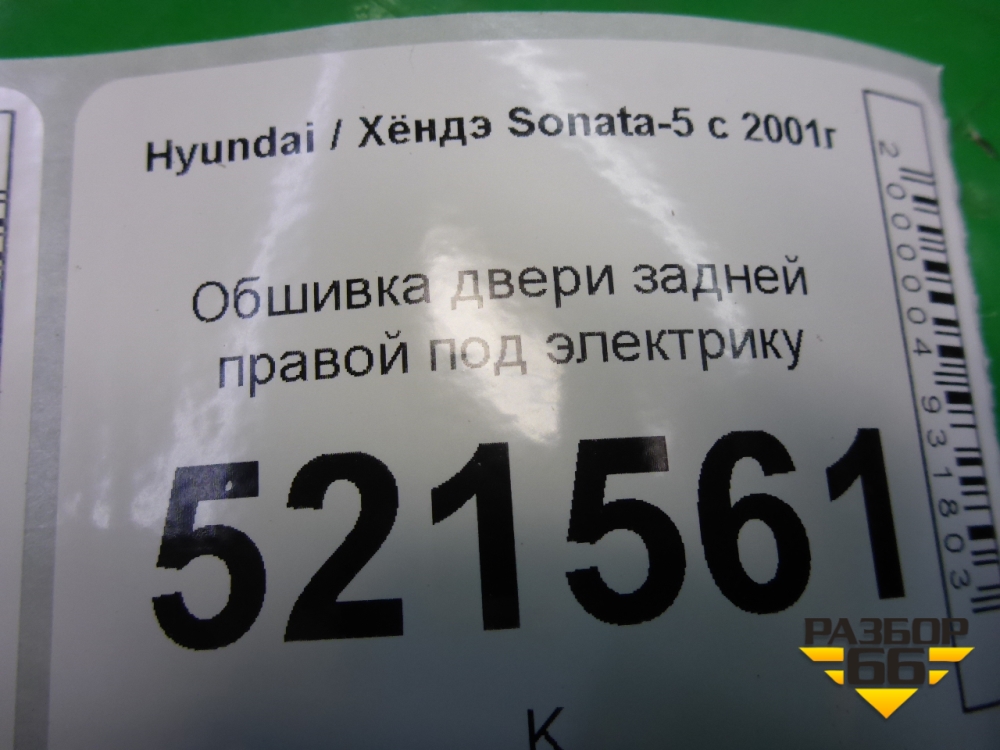 Hyundai / Хёндэ Sonata-5 с 2001г
Обшивка двери задней
правой под электрику
521561
К
2000004931803
РАЗБОР
66